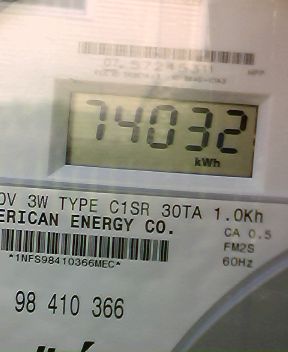 74032
kWh
0V 3W TYPE C1SR 30TA 1.0Kh
ERICAN ENERGY CO.
CA 0.5
*1NFS98410366MEC*
FM2S
60Hz
98 410 366